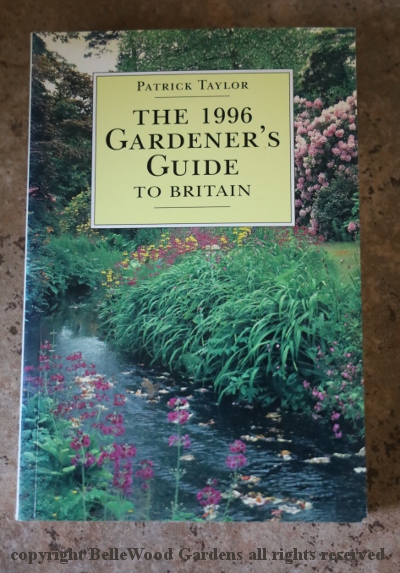 PATRICK TAYLOR
THE 1996
GARDENER'S
GUIDE
TO BRITAIN
copyright BelleWood Gardens all rights reserved.